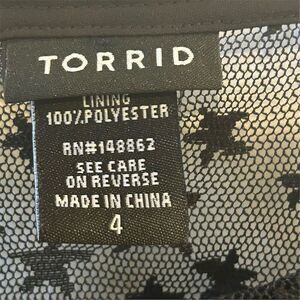 TORRID
LINING
100%POLYESTER
RN#148862
SEE CARE
ON REVERSE
MADE IN CHINA
4